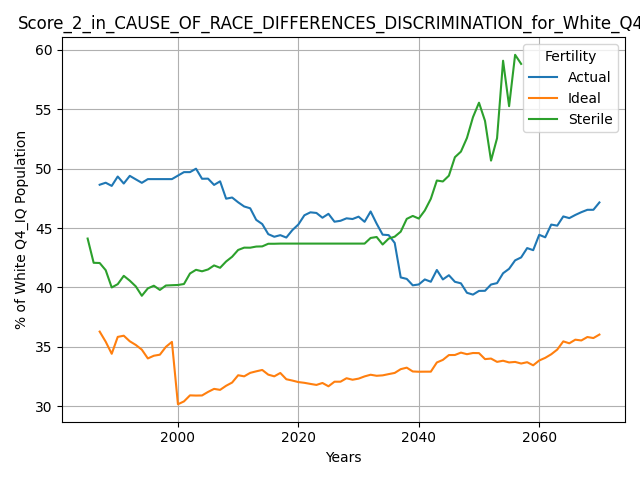 Score_2_in_CAUSE_OF_RACE_DIFFERENCES_DISCRIMINATION_for_White_Q4
Fertility
Actual
Ideal
Sterile
% of White Q4_IQ Population
60
55
50
45
40
35
30
2000
2020
2040
2060
Years